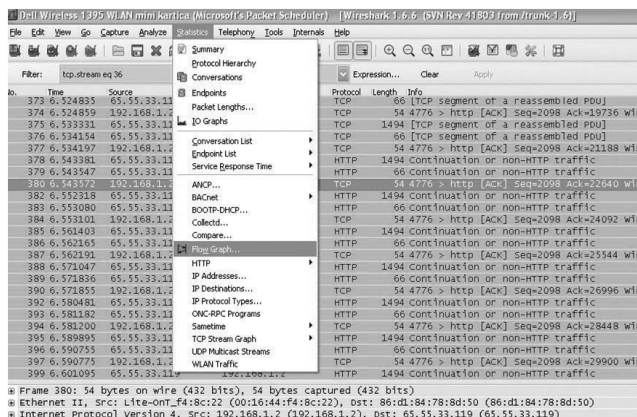 Dell Wireless 1395 WLAN mini kartica (Microsoft's Packet Scheduler) [Wireshark 1.6.6 (SVN Rev 41803 from /trunk-1.6)]
File Edit View Go Capture Analyze Statistics Telephony Tools Internals Help
Filter: tcp.stream eq 36 Expression... Clear Apply
No. Time Source Protocol Length Info
373 6.524835 65.55.33.11 TCP 66 [TCP segment of a reassembled PDU]
374 6.524859 192.168.1.2 TCP 54 4776 > http [ACK] Seq=2098 Ack=19736 Wi
375 6.533331 65.55.33.11 TCP 1494 [TCP segment of a reassembled PDU]
376 6.534154 65.55.33.11 TCP 66 [TCP segment of a reassembled PDU]
377 6.534197 192.168.1.2 TCP 54 4776 > http [ACK] Seq=2098 Ack=21188 Wi
378 6.543381 65.55.33.11 HTTP 1494 Continuation or non-HTTP traffic
379 6.543547 65.55.33.11 HTTP 66 Continuation or non-HTTP traffic
380 6.543572 192.168.1.2 TCP 54 4776 > http [ACK] Seq=2098 Ack=22640 Wi
382 6.552318 65.55.33.11 HTTP 1494 Continuation or non-HTTP traffic
383 6.553080 65.55.33.11 HTTP 66 Continuation or non-HTTP traffic
384 6.553101 192.168.1.2 TCP 54 4776 > http [ACK] Seq=2098 Ack=24092 Wi
385 6.561403 65.55.33.11 HTTP 1494 Continuation or non-HTTP traffic
386 6.562165 65.55.33.11 HTTP 66 Continuation or non-HTTP traffic
387 6.562191 192.168.1.2 TCP 54 4776 > http [ACK] Seq=2098 Ack=25544 Wi
388 6.571047 65.55.33.11 HTTP 1494 Continuation or non-HTTP traffic
389 6.571836 65.55.33.11 HTTP 66 Continuation or non-HTTP traffic
390 6.571855 192.168.1.2 TCP 54 4776 > http [ACK] Seq=2098 Ack=26996 Wi
392 6.580481 65.55.33.11 HTTP 1494 Continuation or non-HTTP traffic
393 6.581182 65.55.33.11 HTTP 66 Continuation or non-HTTP traffic
394 6.581200 192.168.1.2 TCP 54 4776 > http [ACK] Seq=2098 Ack=28448 Wi
395 6.589895 65.55.33.11 HTTP 1494 Continuation or non-HTTP traffic
396 6.590755 65.55.33.11 HTTP 66 Continuation or non-HTTP traffic
397 6.590775 192.168.1.2 TCP 54 4776 > http [ACK] Seq=2098 Ack=29900 Wi
399 6.601095 65.55.33.119 192.168.1.2 HTTP 1494 Continuation or non-HTTP traffic
Summary
Protocol Hierarchy
Conversations
Endpoints
Packet Lengths...
IO Graphs
Conversation List
Endpoint List
Service Response Time
ANCP...
BACnet
BOOTP-DHCP...
Collectd...
Compare...
Flow Graph...
HTTP
IP Addresses...
IP Destinations...
IP Protocol Types...
ONC-RPC Programs
Sametime
TCP Stream Graph
UDP Multicast Streams
WLAN Traffic
Frame 380: 54 bytes on wire (432 bits), 54 bytes captured (432 bits)
Ethernet II, Src: Lite-OnT_f4:8c:22 (00:16:44:f4:8c:22), Dst: 86:d1:84:78:8d:50 (86:d1:84:78:8d:50)
Internet Protocol Version 4, Src: 192.168.1.2 (192.168.1.2), Dst: 65.55.33.119 (65.55.33.119)